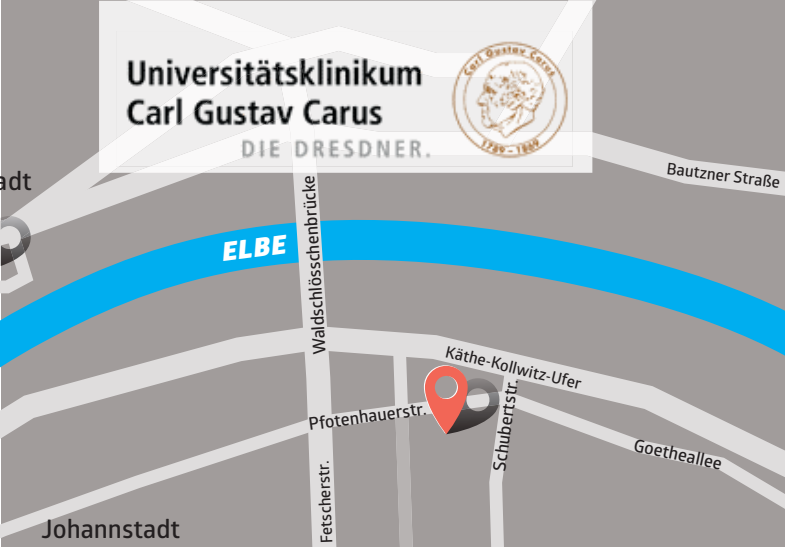 Universitätsklinikum
Carl Gustav Carus
DIE DRESDNER.
Carl Gustav Carus
1789 – 1869
adt
Bautzner Straße
Waldschlösschenbrücke
ELBE
Käthe-Kollwitz-Ufer
Pfotenhauerstr.
Schubertstr.
Goetheallee
Fetscherstr.
Johannstadt